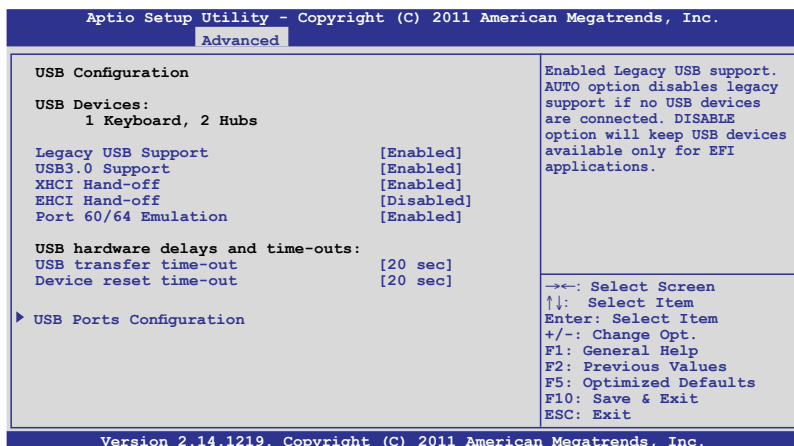 Aptio Setup Utility - Copyright (C) 2011 American Megatrends, Inc.
Advanced
USB Configuration
USB Devices:
1 Keyboard, 2 Hubs
Legacy USB Support [Enabled]
USB3.0 Support [Enabled]
XHCI Hand-off [Enabled]
EHCI Hand-off [Disabled]
Port 60/64 Emulation [Enabled]
USB hardware delays and time-outs:
USB transfer time-out [20 sec]
Device reset time-out [20 sec]
USB Ports Configuration
Enabled Legacy USB support.
AUTO option disables legacy
support if no USB devices
are connected. DISABLE
option will keep USB devices
available only for EFI
applications.
→←: Select Screen
↑↓: Select Item
Enter: Select Item
+/-: Change Opt.
F1: General Help
F2: Previous Values
F5: Optimized Defaults
F10: Save & Exit
ESC: Exit
Version 2.14.1219. Copyright (C) 2011 American Megatrends, Inc.